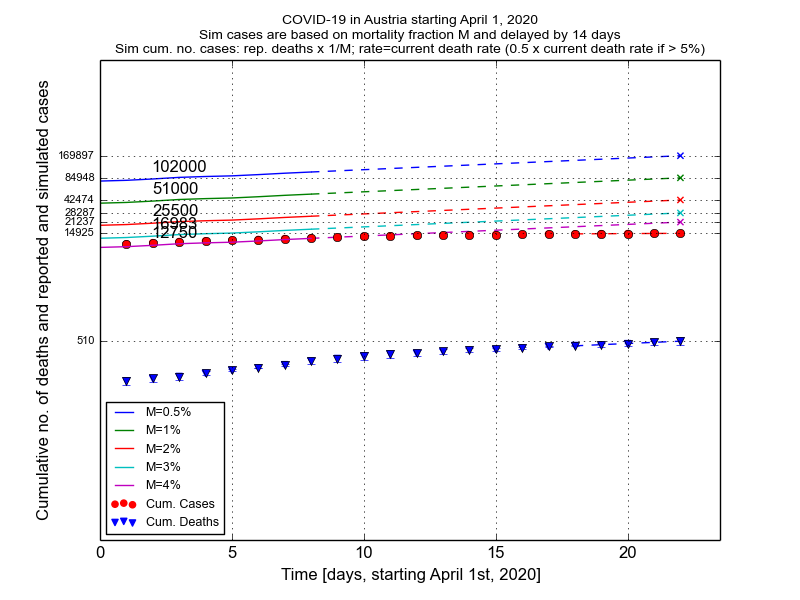 COVID-19 in Austria starting April 1, 2020
Sim cases are based on mortality fraction M and delayed by 14 days
Sim cum. no. cases: rep. deaths x 1/M; rate=current death rate (0.5 x current death rate if > 5%)
Cumulative no. of deaths and reported and simulated cases
169897
84948
42474
28287
21237
14925
510
102000
51000
25500
16983
12750
M=0.5%
M=1%
M=2%
M=3%
M=4%
Cum. Cases
Cum. Deaths
0 5 10 15 20
Time [days, starting April 1st, 2020]